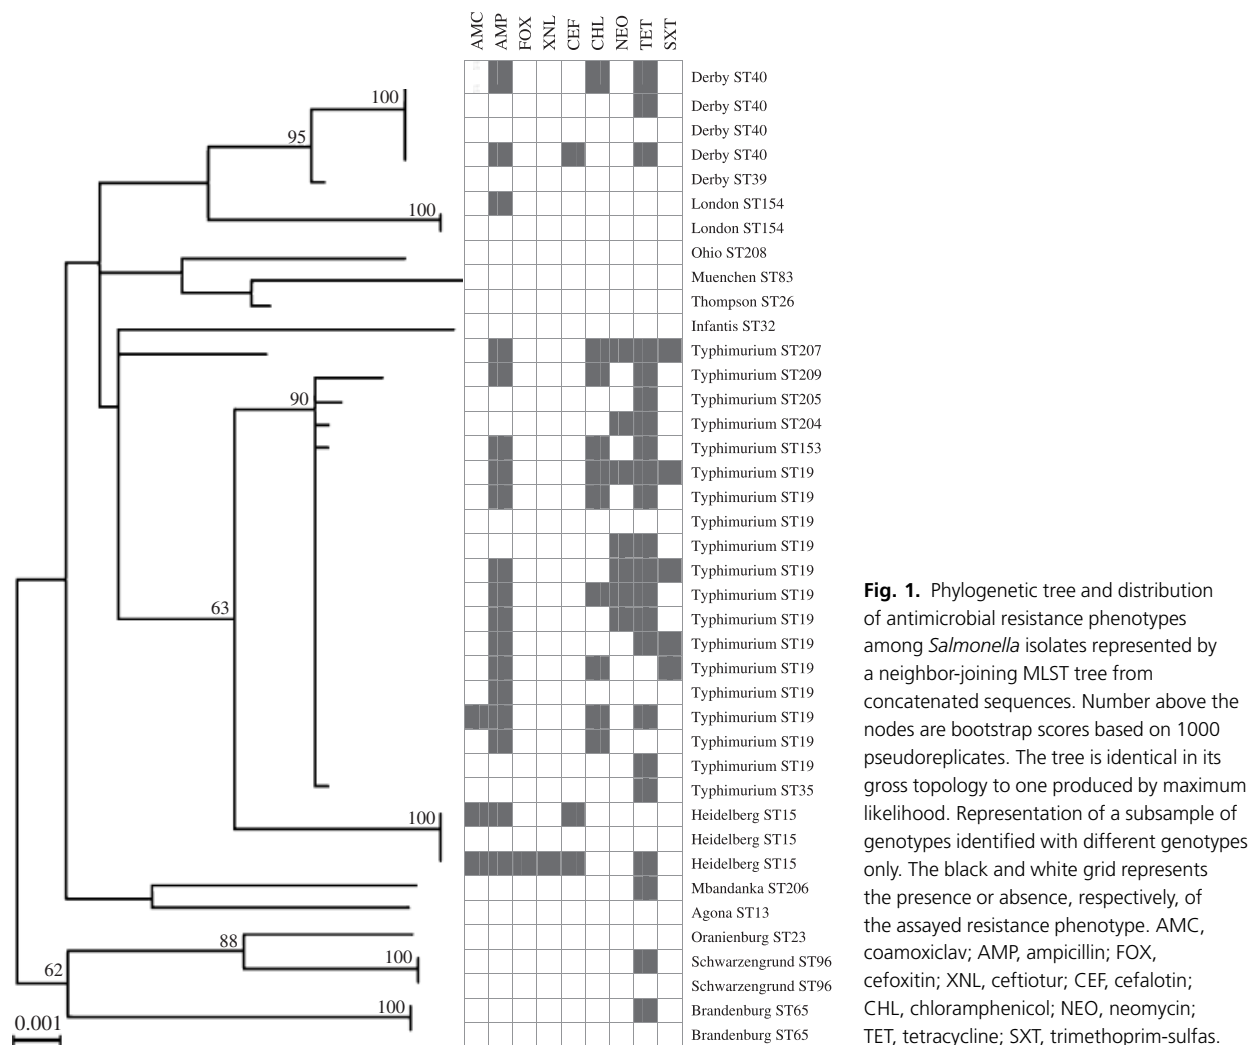 AMC AMP FOX XNL CEF CHL NEO TET SXT
Derby ST40
100
Derby ST40
Derby ST40
95
Derby ST40
Derby ST39
London ST154
100
London ST154
Ohio ST208
Muenchen ST83
Thompson ST26
Infantis ST32
Typhimurium ST207
Typhimurium ST209
90
Typhimurium ST205
Typhimurium ST204
Typhimurium ST153
Typhimurium ST19
Typhimurium ST19
Typhimurium ST19
Typhimurium ST19
Typhimurium ST19
Typhimurium ST19
63
Typhimurium ST19
Typhimurium ST19
Typhimurium ST19
Typhimurium ST19
Typhimurium ST19
Typhimurium ST19
Typhimurium ST19
Typhimurium ST35
100
Heidelberg ST15
Heidelberg ST15
Heidelberg ST15
Mbandanka ST206
Agona ST13
88
Oranienburg ST23
62
100
Schwarzengrund ST96
Schwarzengrund ST96
100
Brandenburg ST65
0.001
Brandenburg ST65
Fig. 1. Phylogenetic tree and distribution
of antimicrobial resistance phenotypes
among Salmonella isolates represented by
a neighbor-joining MLST tree from
concatenated sequences. Number above the
nodes are bootstrap scores based on 1000
pseudoreplicates. The tree is identical in its
gross topology to one produced by maximum
likelihood. Representation of a subsample of
genotypes identified with different genotypes
only. The black and white grid represents
the presence or absence, respectively, of
the assayed resistance phenotype. AMC,
coamoxiclav; AMP, ampicillin; FOX,
cefoxitin; XNL, ceftiotur; CEF, cefalotin;
CHL, chloramphenicol; NEO, neomycin;
TET, tetracycline; SXT, trimethoprim-sulfas.